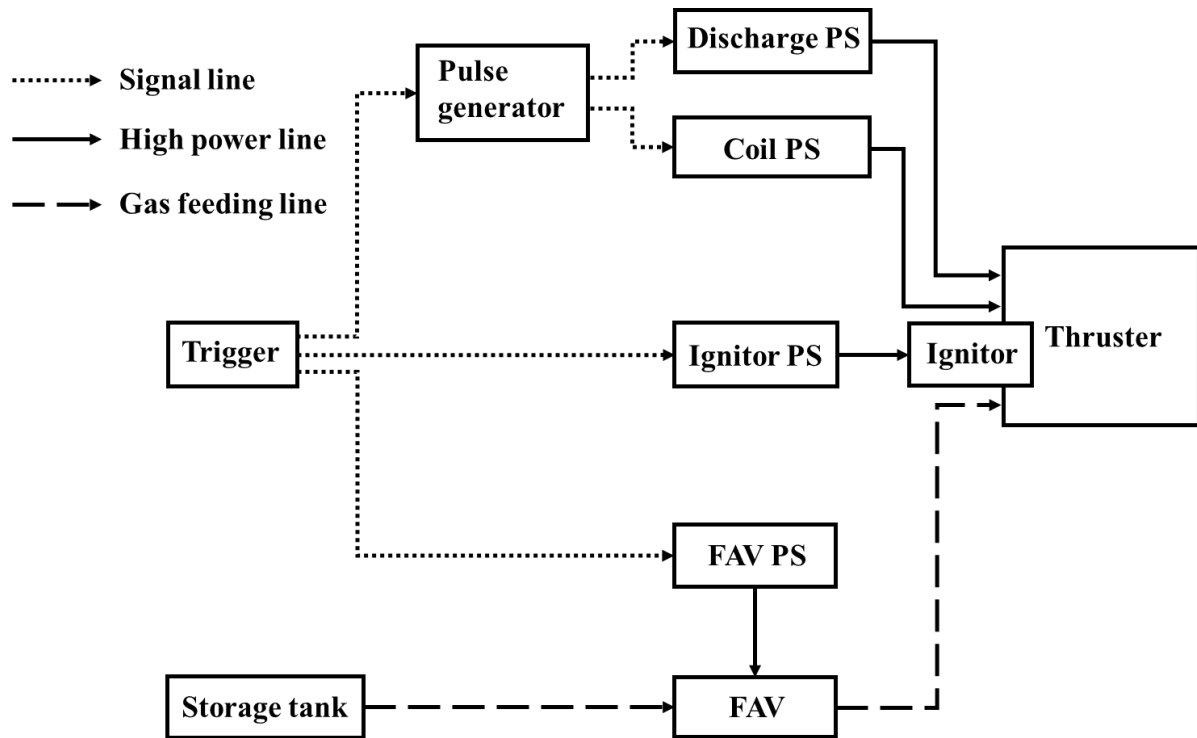 Signal line
High power line
Gas feeding line
Pulse
generator
Discharge PS
Coil PS
Trigger
Ignitor PS
Ignitor
Thruster
FAV PS
Storage tank
FAV